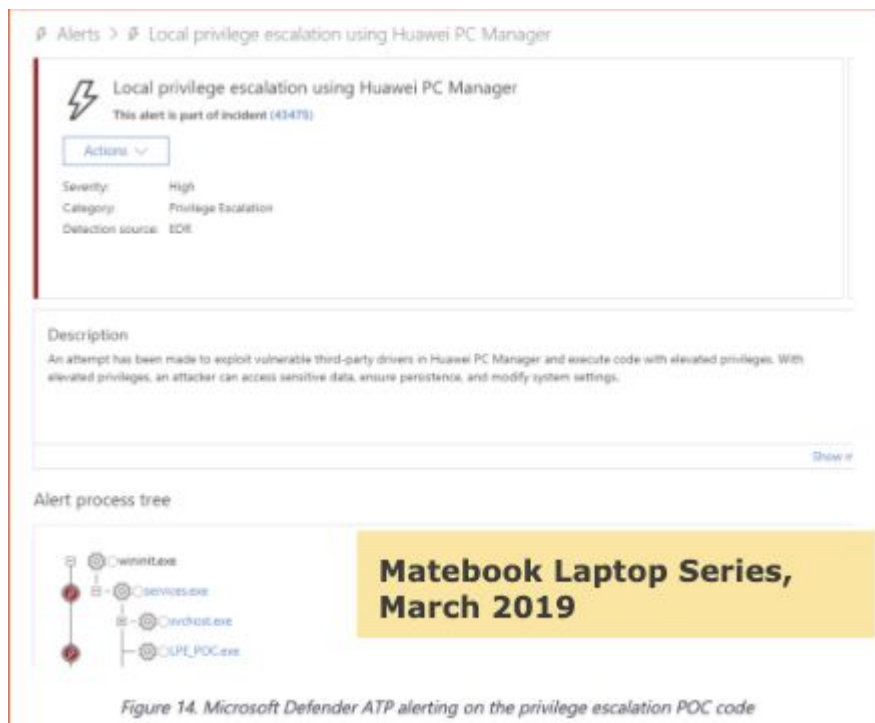 Alerts > Local privilege escalation using Huawei PC Manager
Local privilege escalation using Huawei PC Manager
This alert is part of incident (43475)
Actions
Severity: High
Category: Privilege Escalation
Detection source: EDR
Description
An attempt has been made to exploit vulnerable third-party drivers in Huawei PC Manager and execute code with elevated privileges. With
elevated privileges, an attacker can access sensitive data, ensure persistence, and modify system settings.
Show
Alert process tree
wininit.exe
services.exe
svchost.exe
LPE_POC.exe
Matebook Laptop Series,
March 2019
Figure 14. Microsoft Defender ATP alerting on the privilege escalation POC code